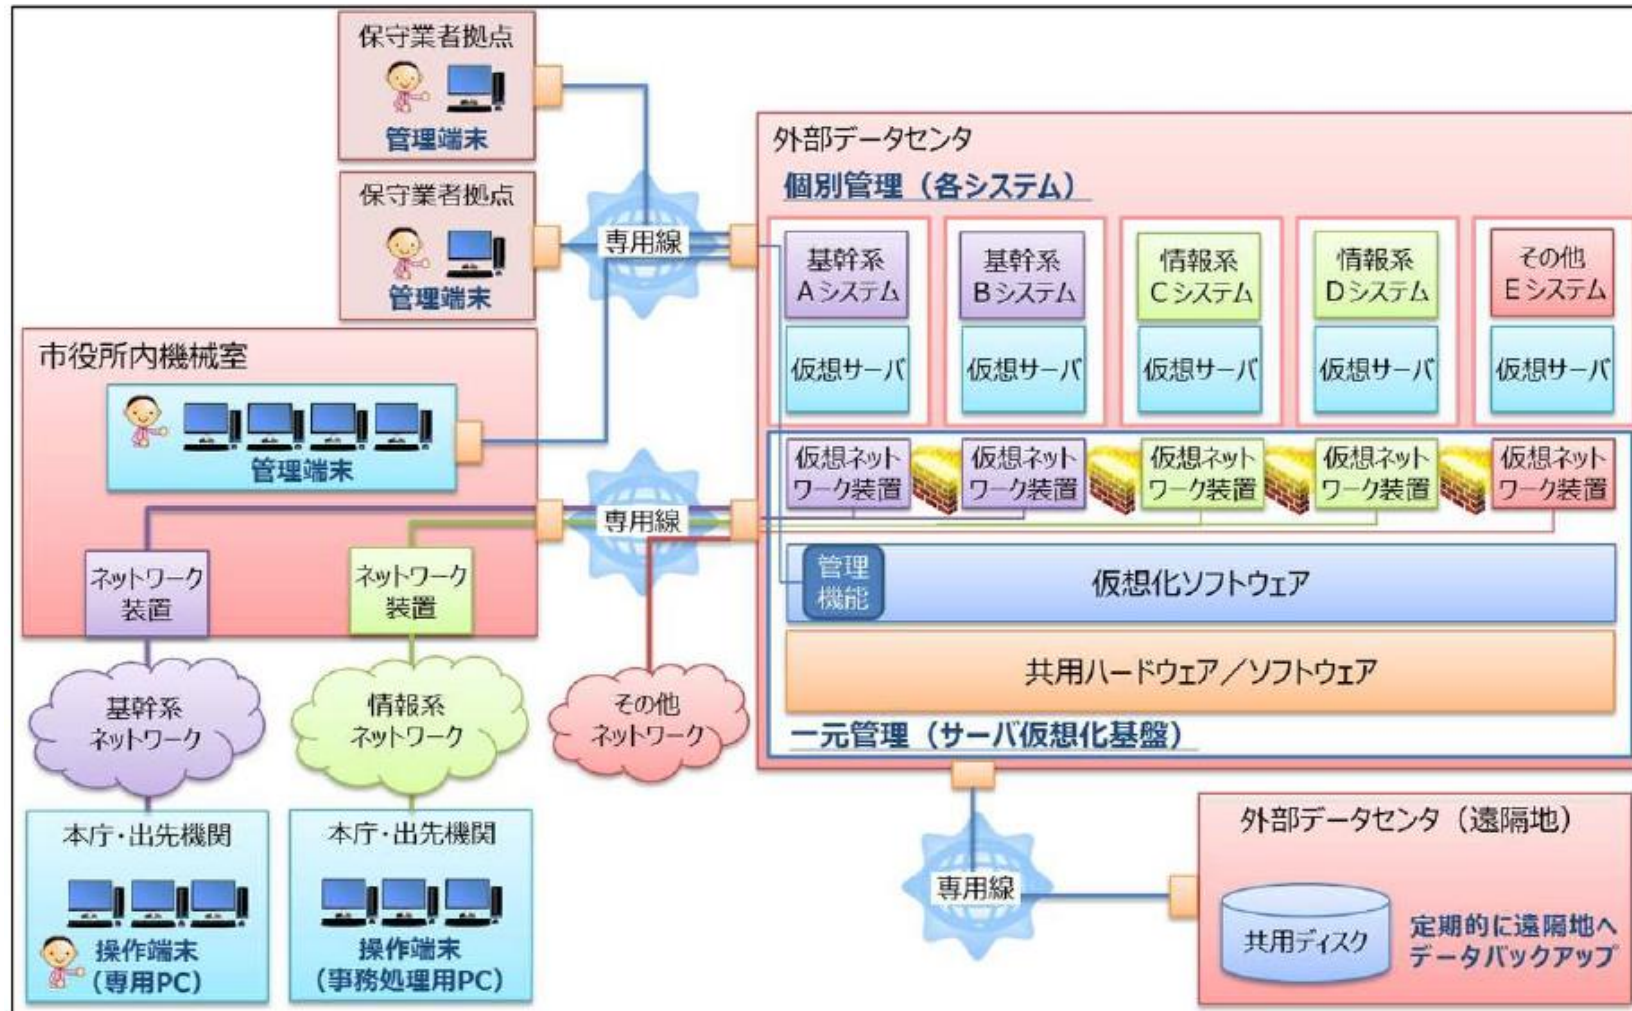 保守業者拠点
管理端末
保守業者拠点
管理端末
専用線
市役所内機械室
管理端末
専用線
ネットワーク
装置
ネットワーク
装置
基幹系
ネットワーク
情報系
ネットワーク
その他
ネットワーク
本庁・出先機関
操作端末
(専用PC)
本庁・出先機関
操作端末
(事務処理用PC)
外部データセンタ
個別管理（各システム）
基幹系
Aシステム
基幹系
Bシステム
情報系
Cシステム
情報系
Dシステム
その他
Eシステム
仮想サーバ
仮想サーバ
仮想サーバ
仮想サーバ
仮想サーバ
仮想ネット
ワーク装置
仮想ネット
ワーク装置
仮想ネット
ワーク装置
仮想ネット
ワーク装置
仮想ネット
ワーク装置
管理
機能
仮想化ソフトウェア
共用ハードウェア／ソフトウェア
一元管理（サーバ仮想化基盤）
専用線
外部データセンタ（遠隔地）
共用ディスク
定期的に遠隔地へ
データバックアップ